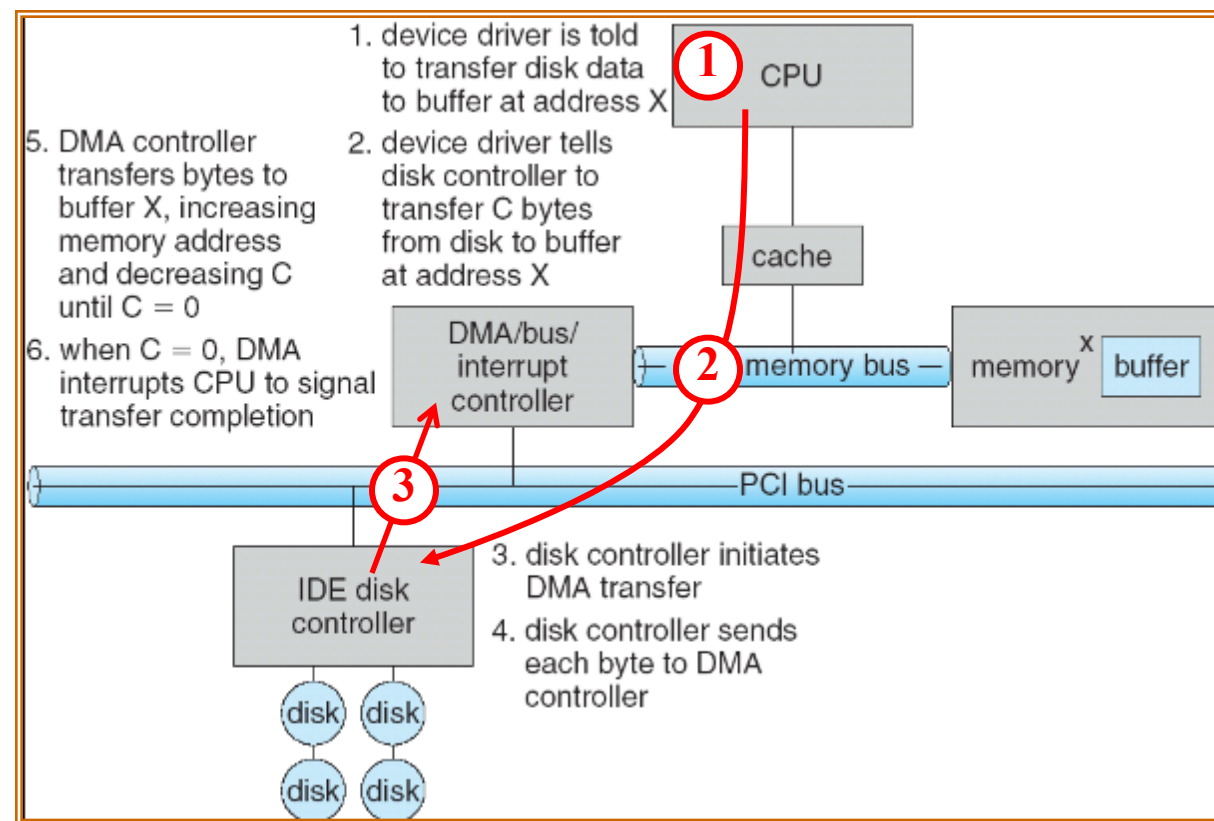 1. device driver is told
to transfer disk data
to buffer at address X
1
CPU
5. DMA controller
transfers bytes to
buffer X, increasing
memory address
and decreasing C
until C = 0
2. device driver tells
disk controller to
transfer C bytes
from disk to buffer
at address X
cache
6. when C = 0, DMA
interrupts CPU to signal
transfer completion
DMA/bus/
interrupt
controller
2
memory bus
memory
x
buffer
3
PCI bus
IDE disk
controller
3. disk controller initiates
DMA transfer
4. disk controller sends
each byte to DMA
controller
disk
disk
disk
disk